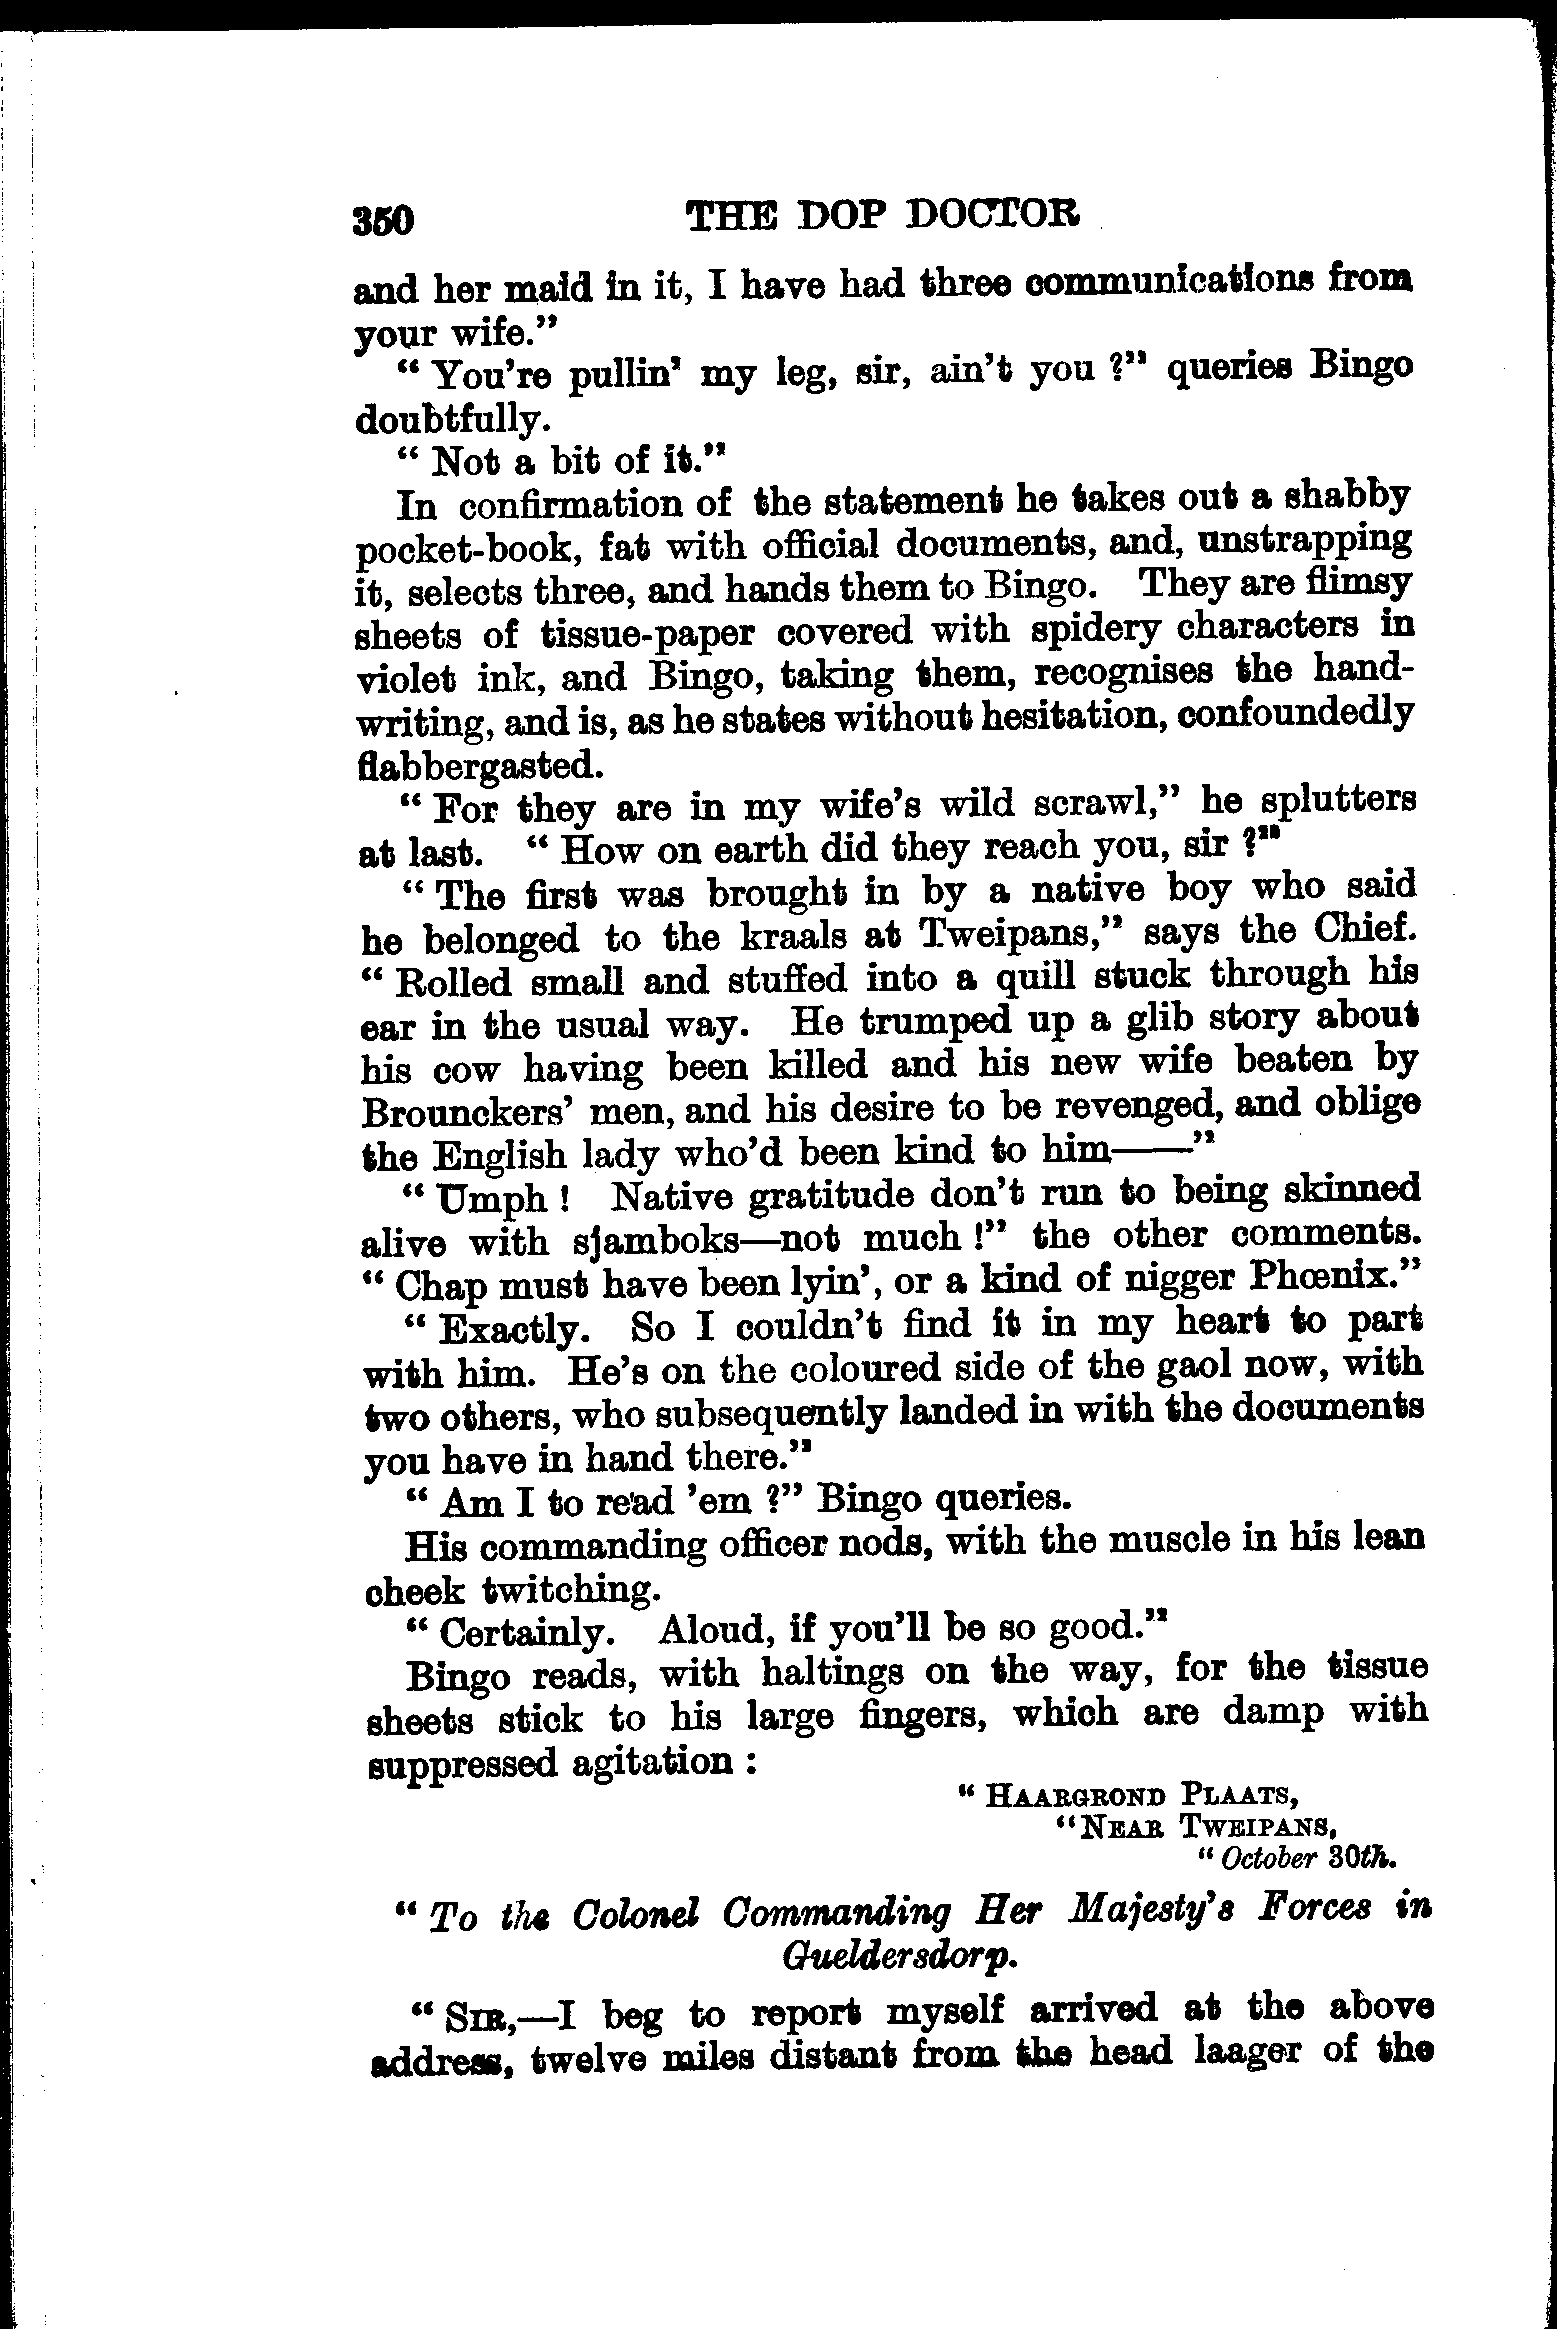 350 THE DOP DOCTOR
and her maid in it, I have had three communications from
your wife."
"You're pullin' my leg, sir, ain't you ?" queries Bingo
doubtfully.
"Not a bit of it."
In confirmation of the statement he takes out a shabby
pocket-book, fat with official documents, and, unstrapping
it, selects three, and hands them to Bingo. They are flimsy
sheets of tissue-paper covered with spidery characters in
violet ink, and Bingo, taking them, recognises the hand-
writing, and is, as he states without hesitation, confoundedly
flabbergasted.
"For they are in my wife's wild scrawl," he splutters
at last. "How on earth did they reach you, sir ?"
"The first was brought in by a native boy who said
he belonged to the kraals at Tweipans," says the Chief.
"Rolled small and stuffed into a quill stuck through his
ear in the usual way. He trumped up a glib story about
his cow having been killed and his new wife beaten by
Brounckers' men, and his desire to be revenged, and oblige
the English lady who'd been kind to him——"
"Umph ! Native gratitude don't run to being skinned
alive with sjamboks—not much !" the other comments.
"Chap must have been lyin', or a kind of nigger Phœnix."
"Exactly. So I couldn't find it in my heart to part
with him. He's on the coloured side of the gaol now, with
two others, who subsequently landed in with the documents
you have in hand there."
"Am I to read 'em ?" Bingo queries.
His commanding officer nods, with the muscle in his lean
cheek twitching.
"Certainly. Aloud, if you'll be so good."
Bingo reads, with haltings on the way, for the tissue
sheets stick to his large fingers, which are damp with
suppressed agitation :
"HAARGROND PLAATS,
"NEAR TWEIPANS,
"October 30th.
"To the Colonel Commanding Her Majesty's Forces in
Gueldersdorp.
"SIR,—I beg to report myself arrived at the above
address, twelve miles distant from the head laager of the